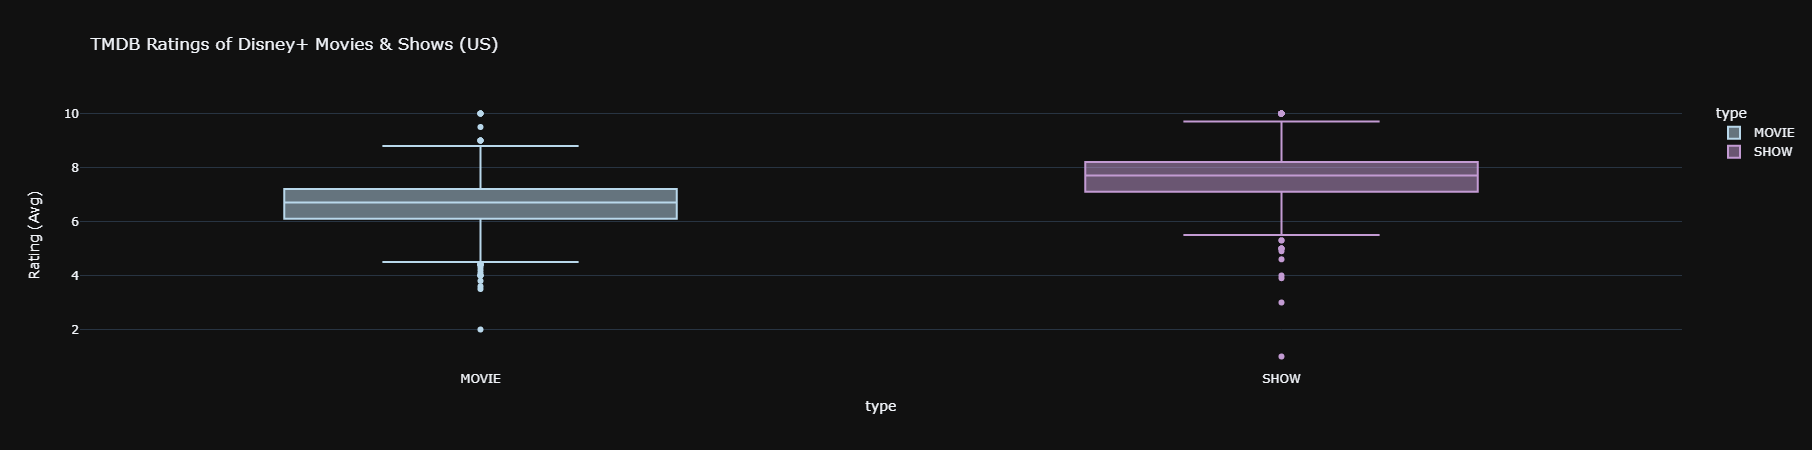 TMDB Ratings of Disney+ Movies & Shows (US)
10
8
6
4
2
Rating (Avg)
MOVIE
SHOW
type
type
MOVIE
SHOW